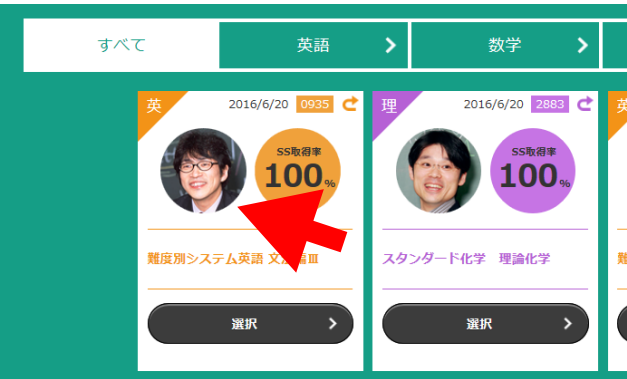 すべて
英語
数学
英
2016/6/20 0935
SS取得率
100%
難度別システム英語 文法編Ⅲ
選択
理
2016/6/20 2883
SS取得率
100%
スタンダード化学 理論化学
選択
英
難